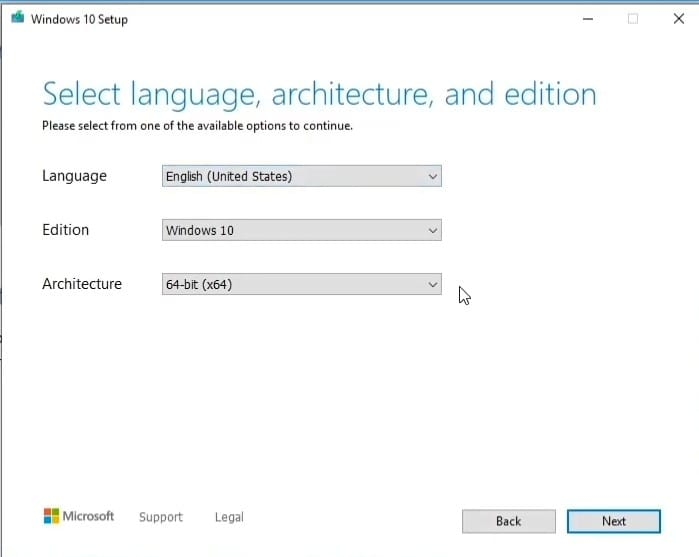 Windows 10 Setup
Select language, architecture, and edition
Please select from one of the available options to continue.
Language English (United States)
Edition Windows 10
Architecture 64-bit (x64)
Microsoft Support Legal Back Next